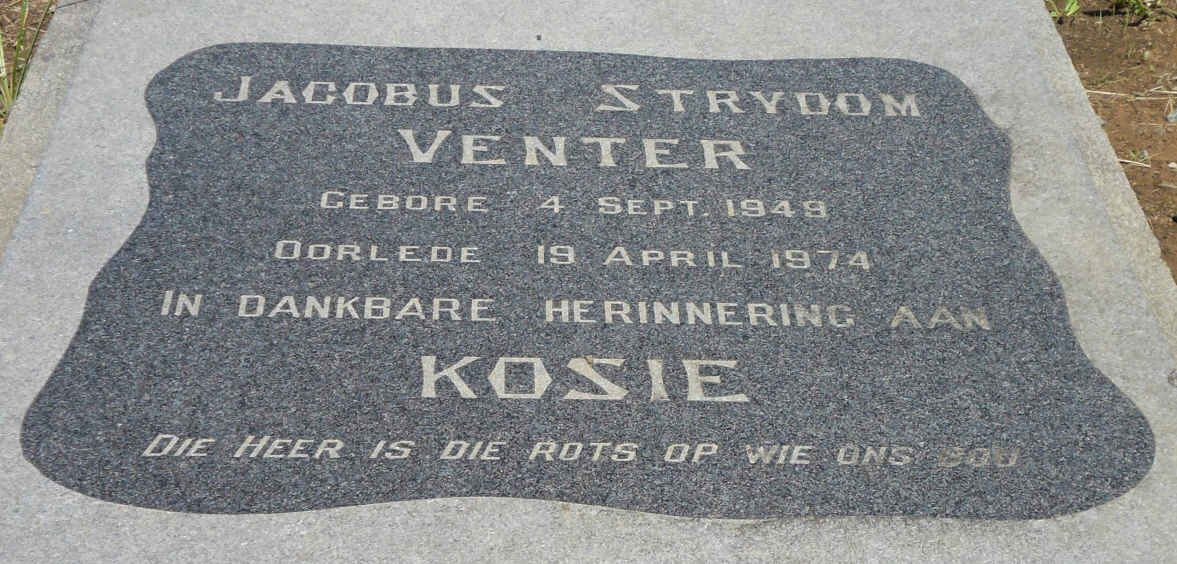 JACOBUS STRYDOM
VENTER
GEBORE 4 SEPT. 1949
OORLEDE 19 APRIL 1974
IN DANKBARE HERINNERING AAN
KOSIE
DIE HEER IS DIE ROTS OP WIE ONS BOU